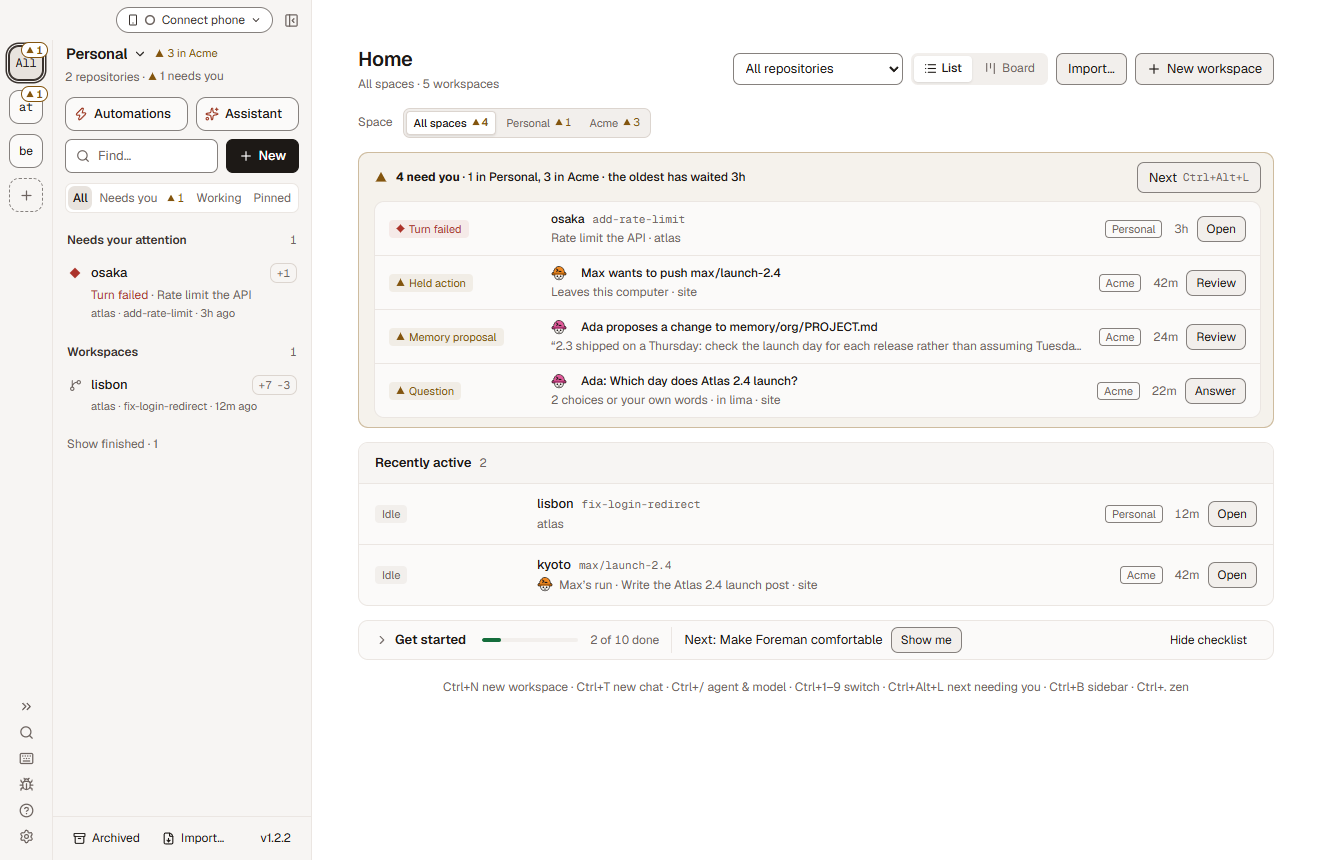 Connect phone
1
All
1
at
be
Personal 3 in Acme
2 repositories · 1 needs you
Automations
Assistant
Find...
New
All Needs you 1 Working Pinned
Needs your attention 1
osaka +1
Turn failed · Rate limit the API
atlas · add-rate-limit · 3h ago
Workspaces 1
lisbon +7 -3
atlas · fix-login-redirect · 12m ago
Show finished · 1
Archived Import... v1.2.2
Home
All spaces · 5 workspaces
All repositories
List Board
Import...
New workspace
Space All spaces 4 Personal 1 Acme 3
4 need you · 1 in Personal, 3 in Acme · the oldest has waited 3h
Next Ctrl+Alt+L
Turn failed
osaka add-rate-limit
Rate limit the API · atlas
Personal 3h Open
Held action
Max wants to push max/launch-2.4
Leaves this computer · site
Acme 42m Review
Memory proposal
Ada proposes a change to memory/org/PROJECT.md
“2.3 shipped on a Thursday: check the launch day for each release rather than assuming Tuesda...
Acme 24m Review
Question
Ada: Which day does Atlas 2.4 launch?
2 choices or your own words · in lima · site
Acme 22m Answer
Recently active 2
Idle
lisbon fix-login-redirect
atlas
Personal 12m Open
Idle
kyoto max/launch-2.4
Max's run · Write the Atlas 2.4 launch post · site
Acme 42m Open
Get started 2 of 10 done Next: Make Foreman comfortable Show me Hide checklist
Ctrl+N new workspace · Ctrl+T new chat · Ctrl+/ agent & model · Ctrl+1–9 switch · Ctrl+Alt+L next needing you · Ctrl+B sidebar · Ctrl+. zen